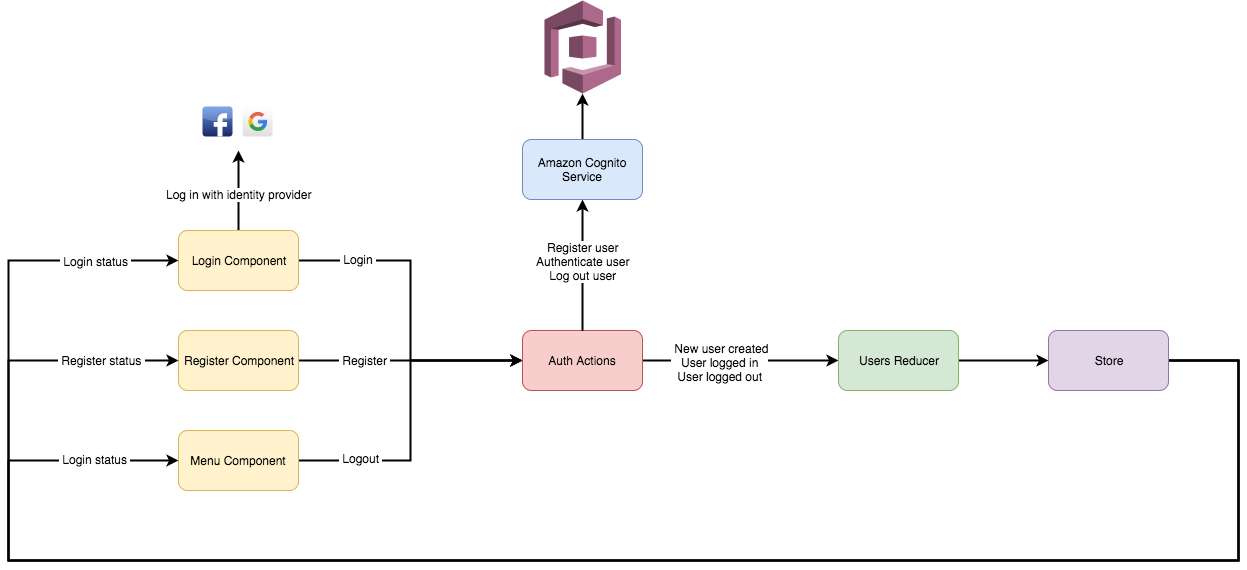 Amazon Cognito
Service
Log in with identity provider
Register user
Authenticate user
Log out user
Login status
Login Component
Login
Register status
Register Component
Register
Auth Actions
New user created
User logged in
User logged out
Users Reducer
Store
Login status
Menu Component
Logout